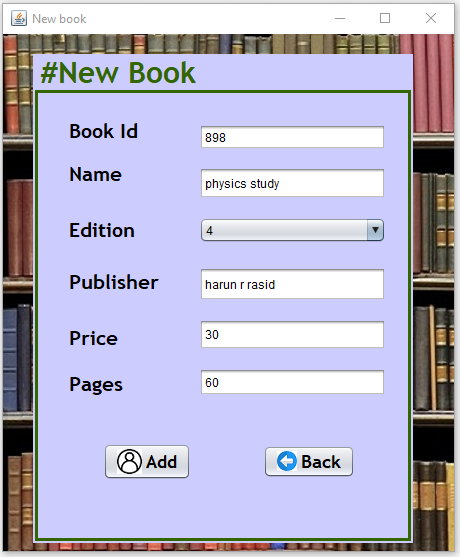 New book
#New Book
Book Id 898
Name physics study
Edition 4
Publisher harun r rasid
Price 30
Pages 60
Add Back